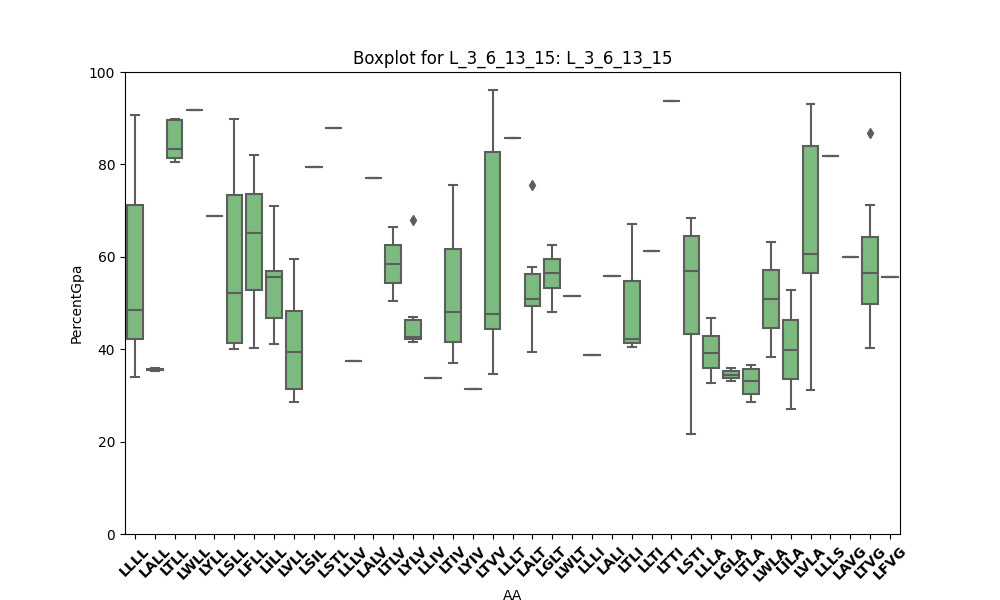 Boxplot for L_3_6_13_15: L_3_6_13_15
PercentGpa
100
80
60
40
20
0
LLLL LALL LTLL LWLL LYLL LSLL LFLL LILL LVLL LSIL LSTL LLLV LALV LTLV LYLV LLIV LTIV LYIV LTVV LLLT LALT LGLT LWLT LLLI LALI LTLI LLTI LTTI LSTI LLLA LGLA LTLA LWLA LILA LVLA LLLS LAVG LTVG LFVG
AA